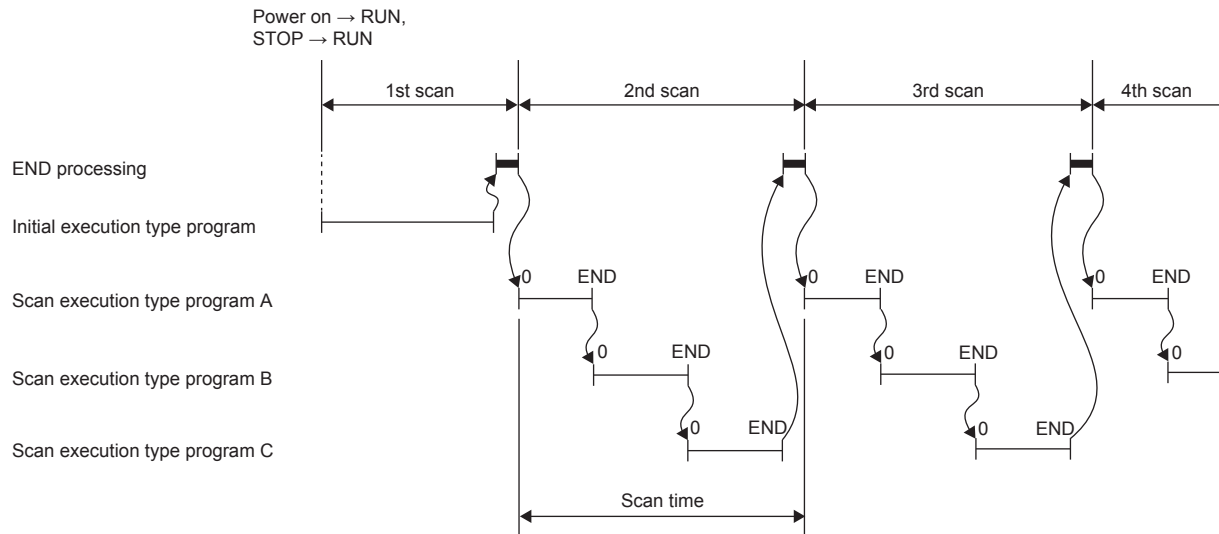 Power on → RUN,
STOP → RUN
1st scan 2nd scan 3rd scan 4th scan
END processing
Initial execution type program
0 END 0 END 0
Scan execution type program A
0 END 0 END 0
Scan execution type program B
0 END 0 END
Scan execution type program C
Scan time